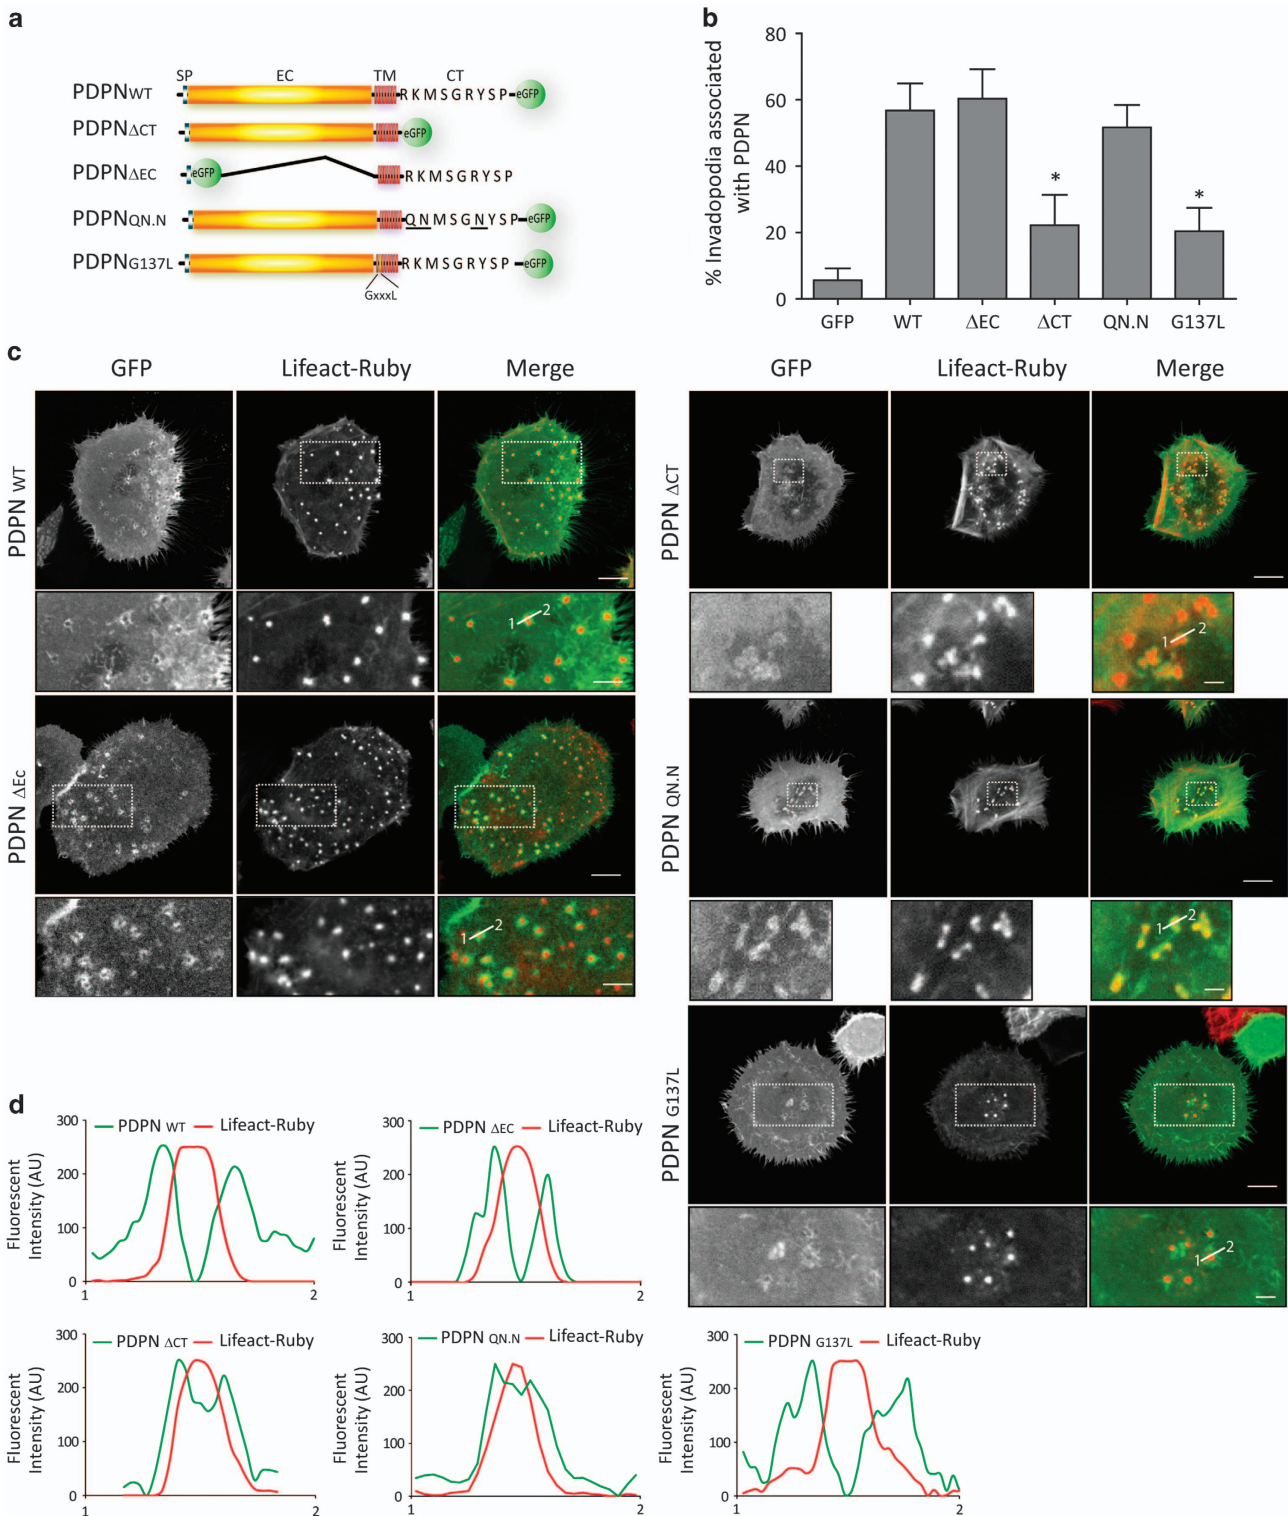 a
SP EC TM CT
PDPNWT RKMSGRYSP eGFP
PDPNΔCT eGFP
PDPNΔEC eGFP RKMSGRYSP
PDPNQN.N QNMSGNYSP eGFP
PDPNG137L RKMSGRYSP eGFP
GxxxL
b
% Invadopodia associated
with PDPN
80
60
40
20
0
* *
GFP WT ΔEC ΔCT QN.N G137L
c
GFP Lifeact-Ruby Merge
PDPN WT
1 2
PDPN ΔEc
1 2
GFP Lifeact-Ruby Merge
PDPN ΔCT
1 2
PDPN QN.N
1 2
PDPN G137L
1 2
d
Fluorescent
Intensity (AU)
300
200
100
0
1 2
PDPN WT Lifeact-Ruby
Fluorescent
Intensity (AU)
300
200
100
0
1 2
PDPN ΔEC Lifeact-Ruby
Fluorescent
Intensity (AU)
300
200
100
0
1 2
PDPN ΔCT Lifeact-Ruby
Fluorescent
Intensity (AU)
300
200
100
0
1 2
PDPN QN.N Lifeact-Ruby
Fluorescent
Intensity (AU)
300
200
100
0
1 2
PDPN G137L Lifeact-Ruby